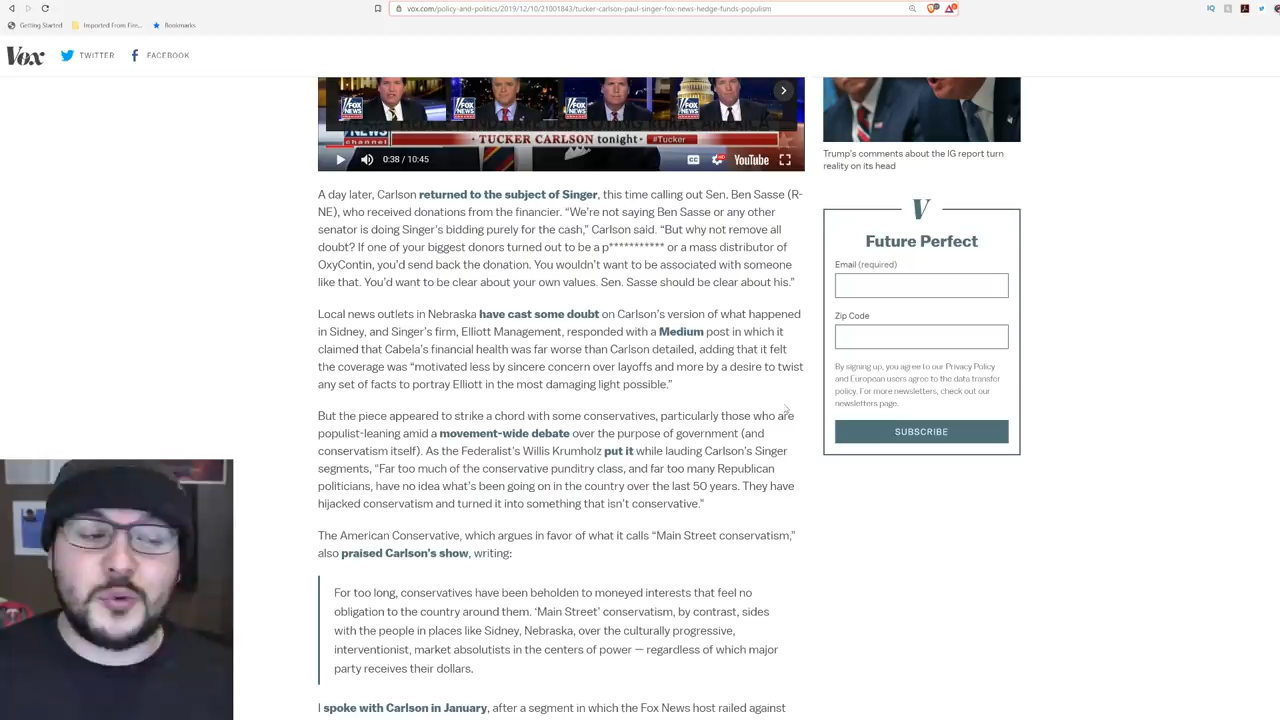 vox.com/policy-and-politics/2019/12/10/21001843/tucker-carlson-paul-singer-fox-news-hedge-funds-populism
IQ
Getting Started
Imported From Fire...
Bookmarks
Vox
TWITTER
FACEBOOK
FOX NEWS
FOX NEWS
FOX NEWS
FOX NEWS
NEWS
channel
TUCKER CARLSON tonight
#Tucker
0:38 / 10:45
CC
HD
YouTube
A day later, Carlson returned to the subject of Singer, this time calling out Sen. Ben Sasse (R-
NE), who received donations from the financier. “We’re not saying Ben Sasse or any other
senator is doing Singer’s bidding purely for the cash,” Carlson said. “But why not remove all
doubt? If one of your biggest donors turned out to be a p*********** or a mass distributor of
OxyContin, you’d send back the donation. You wouldn’t want to be associated with someone
like that. You’d want to be clear about your own values. Sen. Sasse should be clear about his.”
Local news outlets in Nebraska have cast some doubt on Carlson’s version of what happened
in Sidney, and Singer’s firm, Elliott Management, responded with a Medium post in which it
claimed that Cabela’s financial health was far worse than Carlson detailed, adding that it felt
the coverage was “motivated less by sincere concern over layoffs and more by a desire to twist
any set of facts to portray Elliott in the most damaging light possible.”
But the piece appeared to strike a chord with some conservatives, particularly those who are
populist-leaning amid a movement-wide debate over the purpose of government (and
conservatism itself). As the Federalist’s Willis Krumholz put it while lauding Carlson’s Singer
segments, “Far too much of the conservative punditry class, and far too many Republican
politicians, have no idea what’s been going on in the country over the last 50 years. They have
hijacked conservatism and turned it into something that isn’t conservative.”
The American Conservative, which argues in favor of what it calls “Main Street conservatism,”
also praised Carlson’s show, writing:
For too long, conservatives have been beholden to moneyed interests that feel no
obligation to the country around them. ‘Main Street’ conservatism, by contrast, sides
with the people in places like Sidney, Nebraska, over the culturally progressive,
interventionist, market absolutists in the centers of power — regardless of which major
party receives their dollars.
I spoke with Carlson in January, after a segment in which the Fox News host railed against
Trump’s comments about the IG report turn
reality on its head
V
Future Perfect
Email (required)
Zip Code
By signing up, you agree to our Privacy Policy
and European users agree to the data transfer
policy. For more newsletters, check out our
newsletters page.
SUBSCRIBE